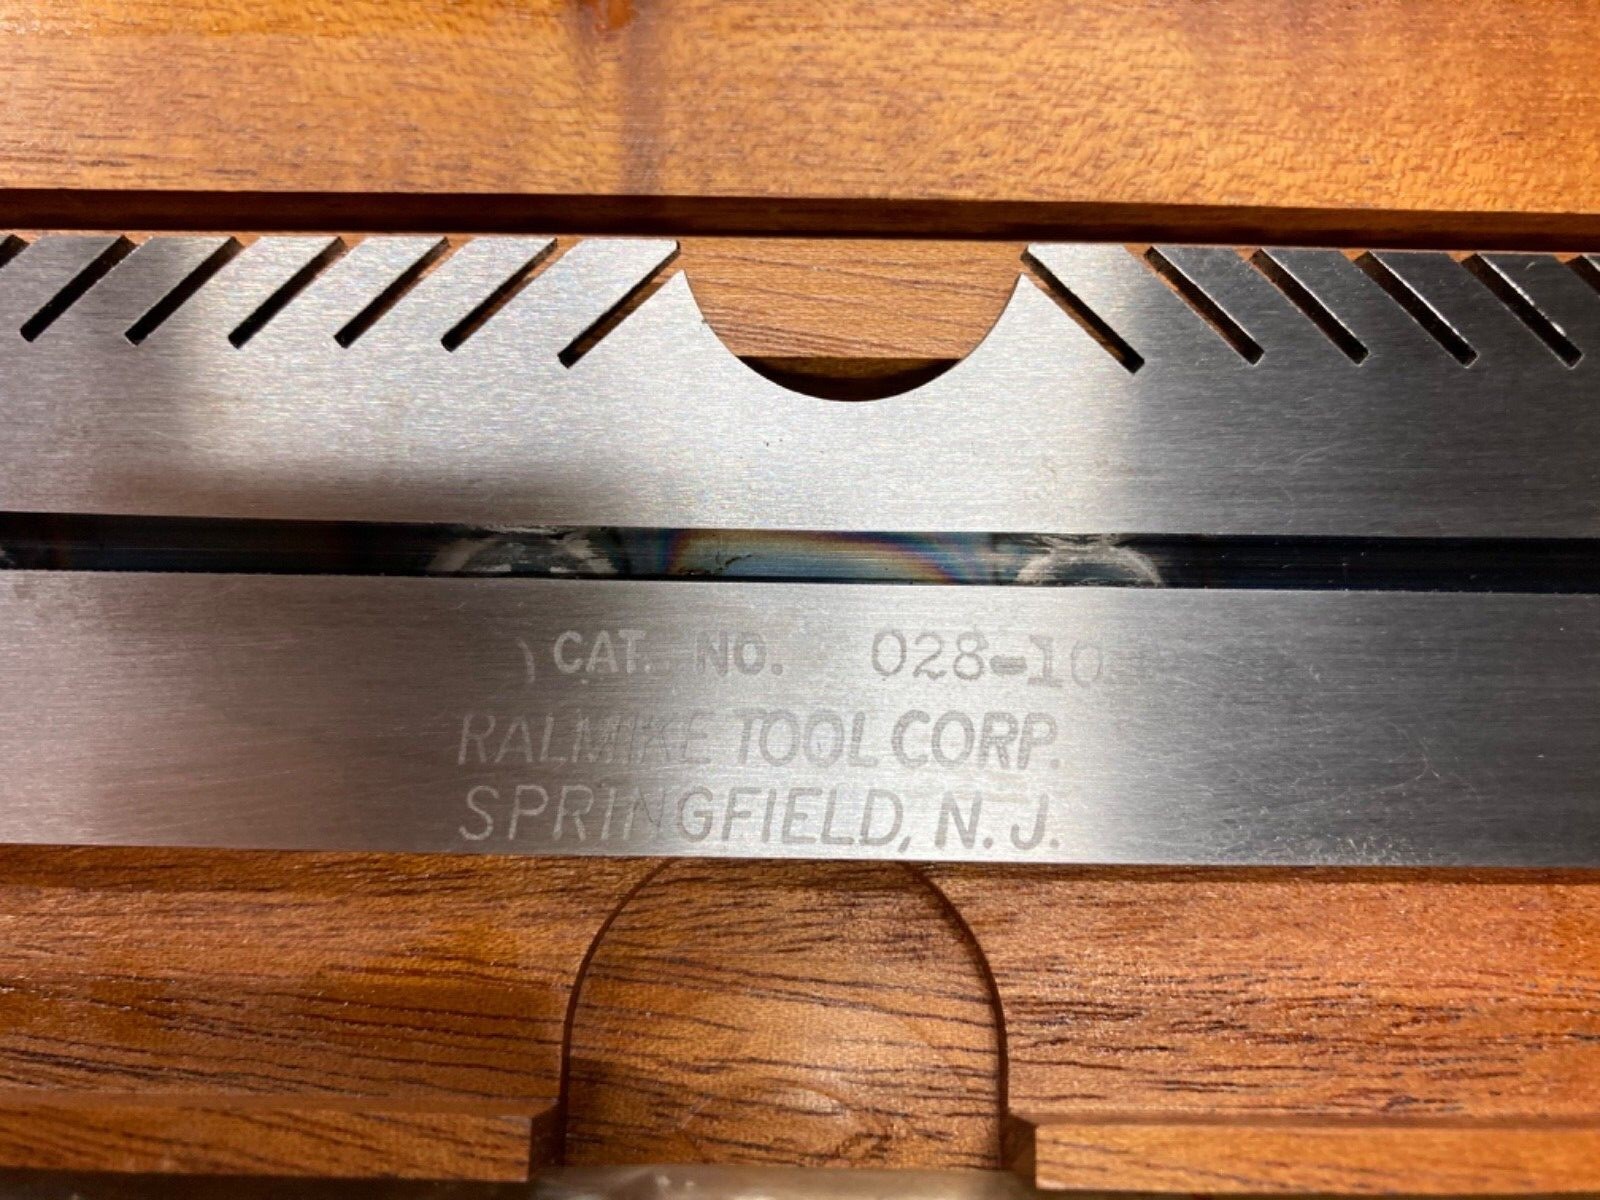 CAT. NO. 028-10
RALMIKE TOOL CORP.
SPRINGFIELD, N. J.